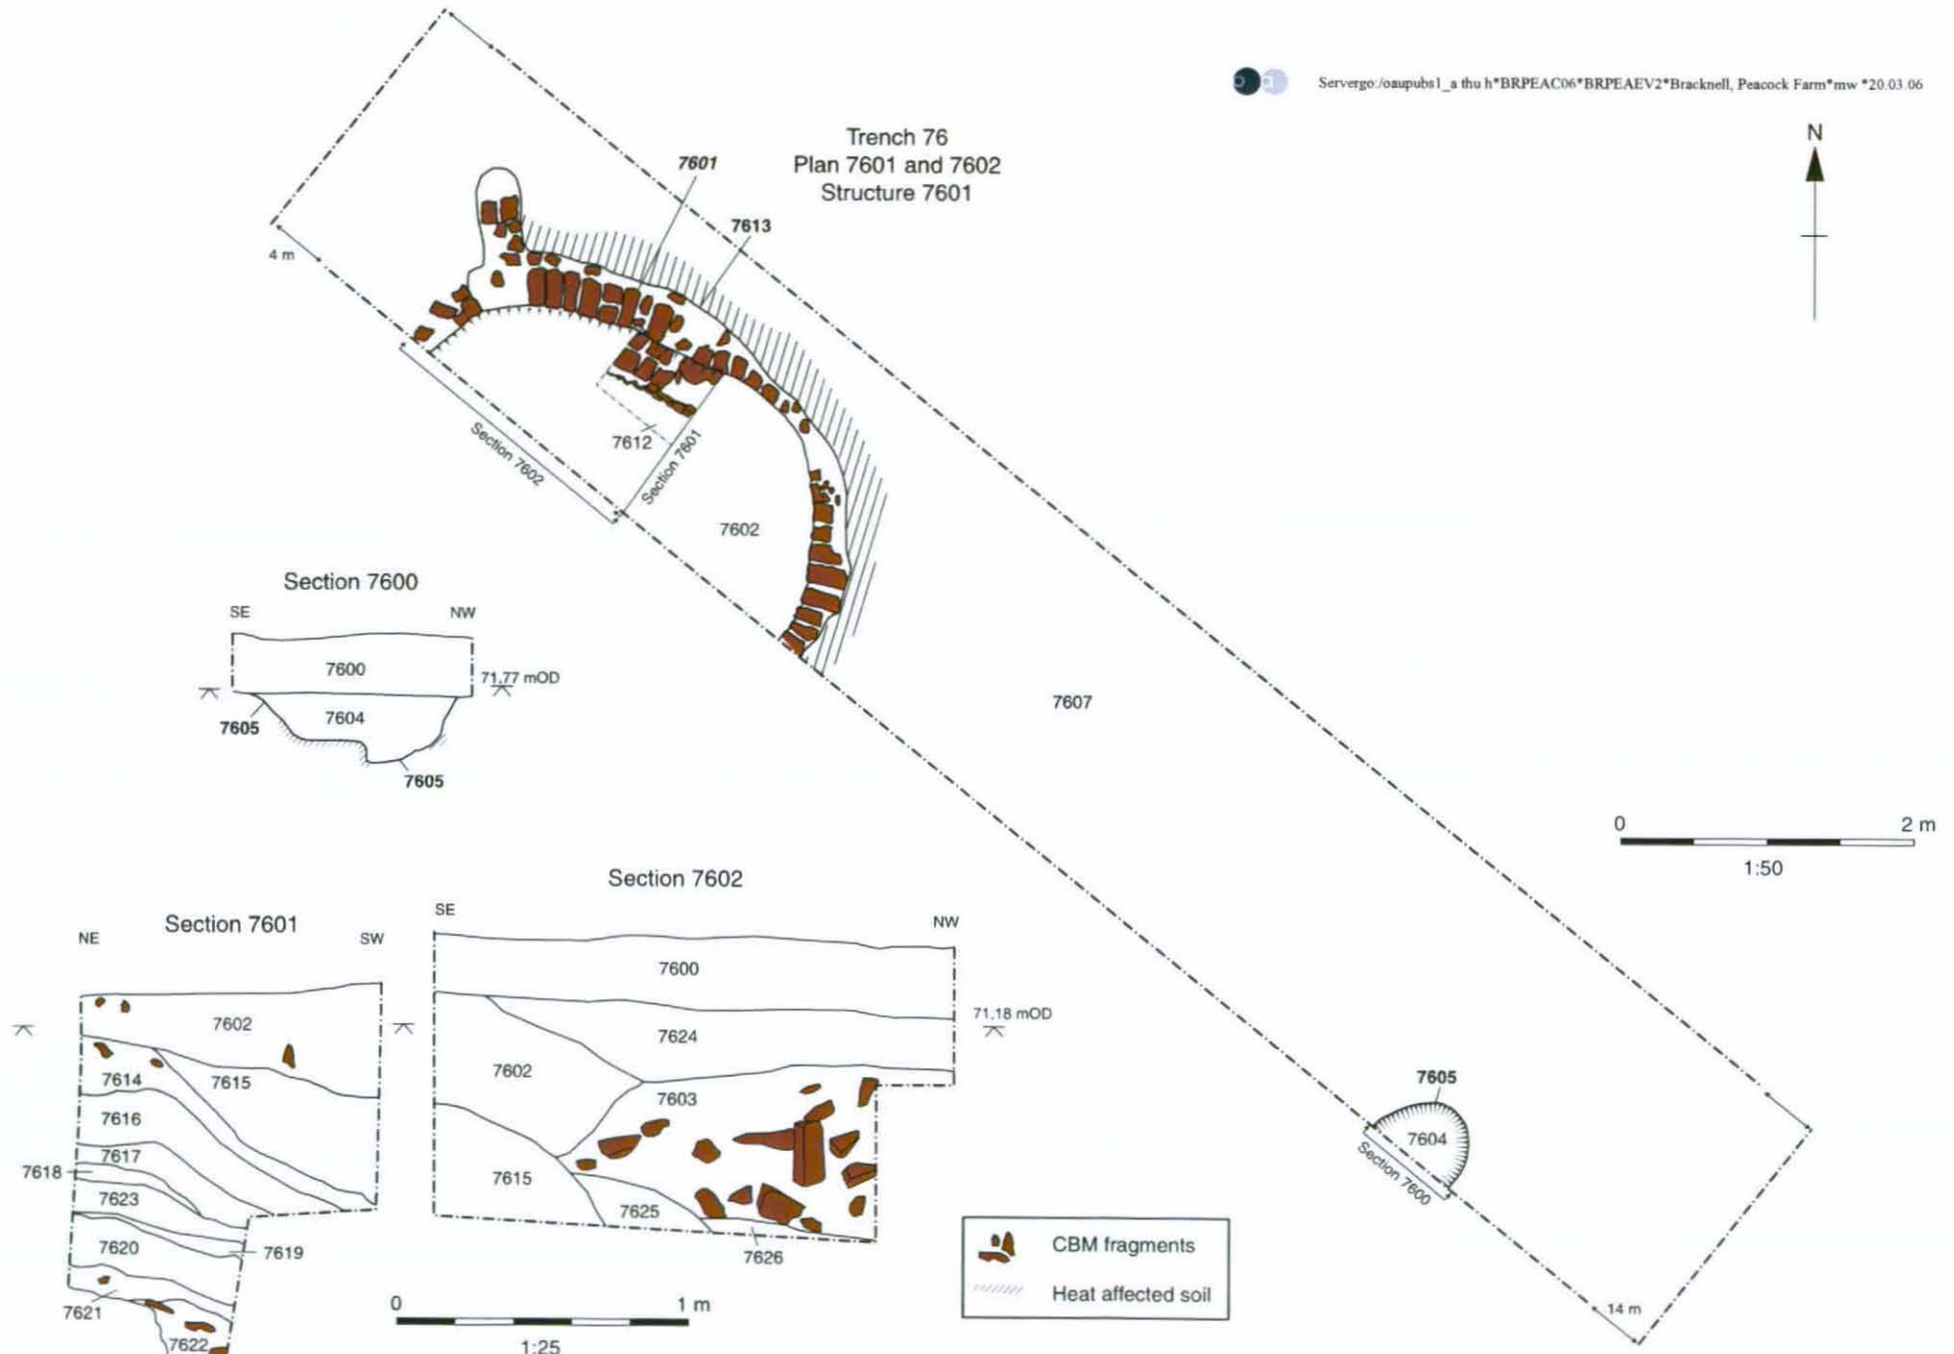 Servergo:/oaupubs1_a thu h*BRPEAC06*BRPEAEV2*Bracknell, Peacock Farm*mw *20.03.06
N
Trench 76
Plan 7601 and 7602
Structure 7601
7601
7613
4 m
7612
Section 7601
Section 7602
7602
7607
Section 7600
SE
NW
7600
71.77 mOD
7604
7605
7605
0
2 m
1:50
Section 7602
SE
NW
7600
71.18 mOD
7624
7602
7603
7615
7625
7626
Section 7601
NE
SW
7602
7614
7615
7616
7617
7618
7623
7619
7620
7621
7622
0
1 m
1:25
CBM fragments
Heat affected soil
7605
7604
Section 7600
14 m